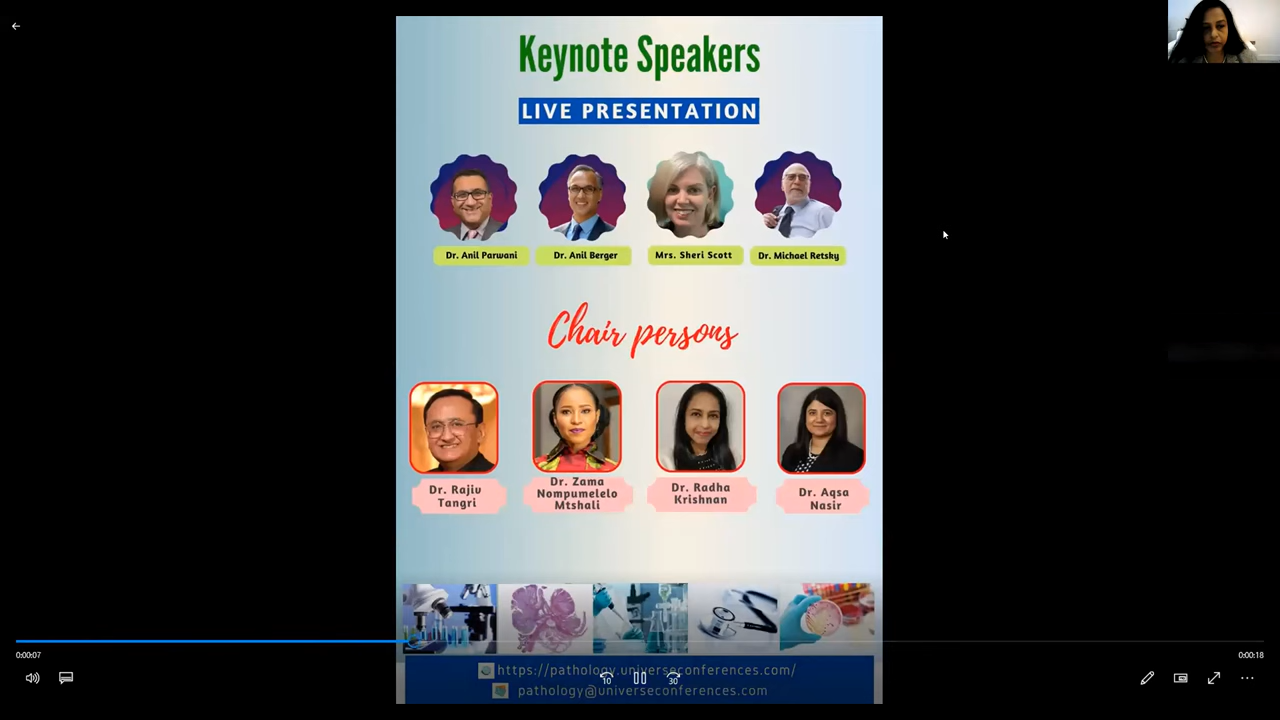 Keynote Speakers
LIVE PRESENTATION
Dr. Anil Parwani
Dr. Anil Berger
Mrs. Sheri Scott
Dr. Michael Retsky
Chair persons
Dr. Rajiv
Tangri
Dr. Zama
Nompumelelo
Mtshali
Dr. Radha
Krishnan
Dr. Aqsa
Nasir
0:00:07
0:00:18
https://pathology.universeconferences.com/
10
30
pathology@universeconferences.com